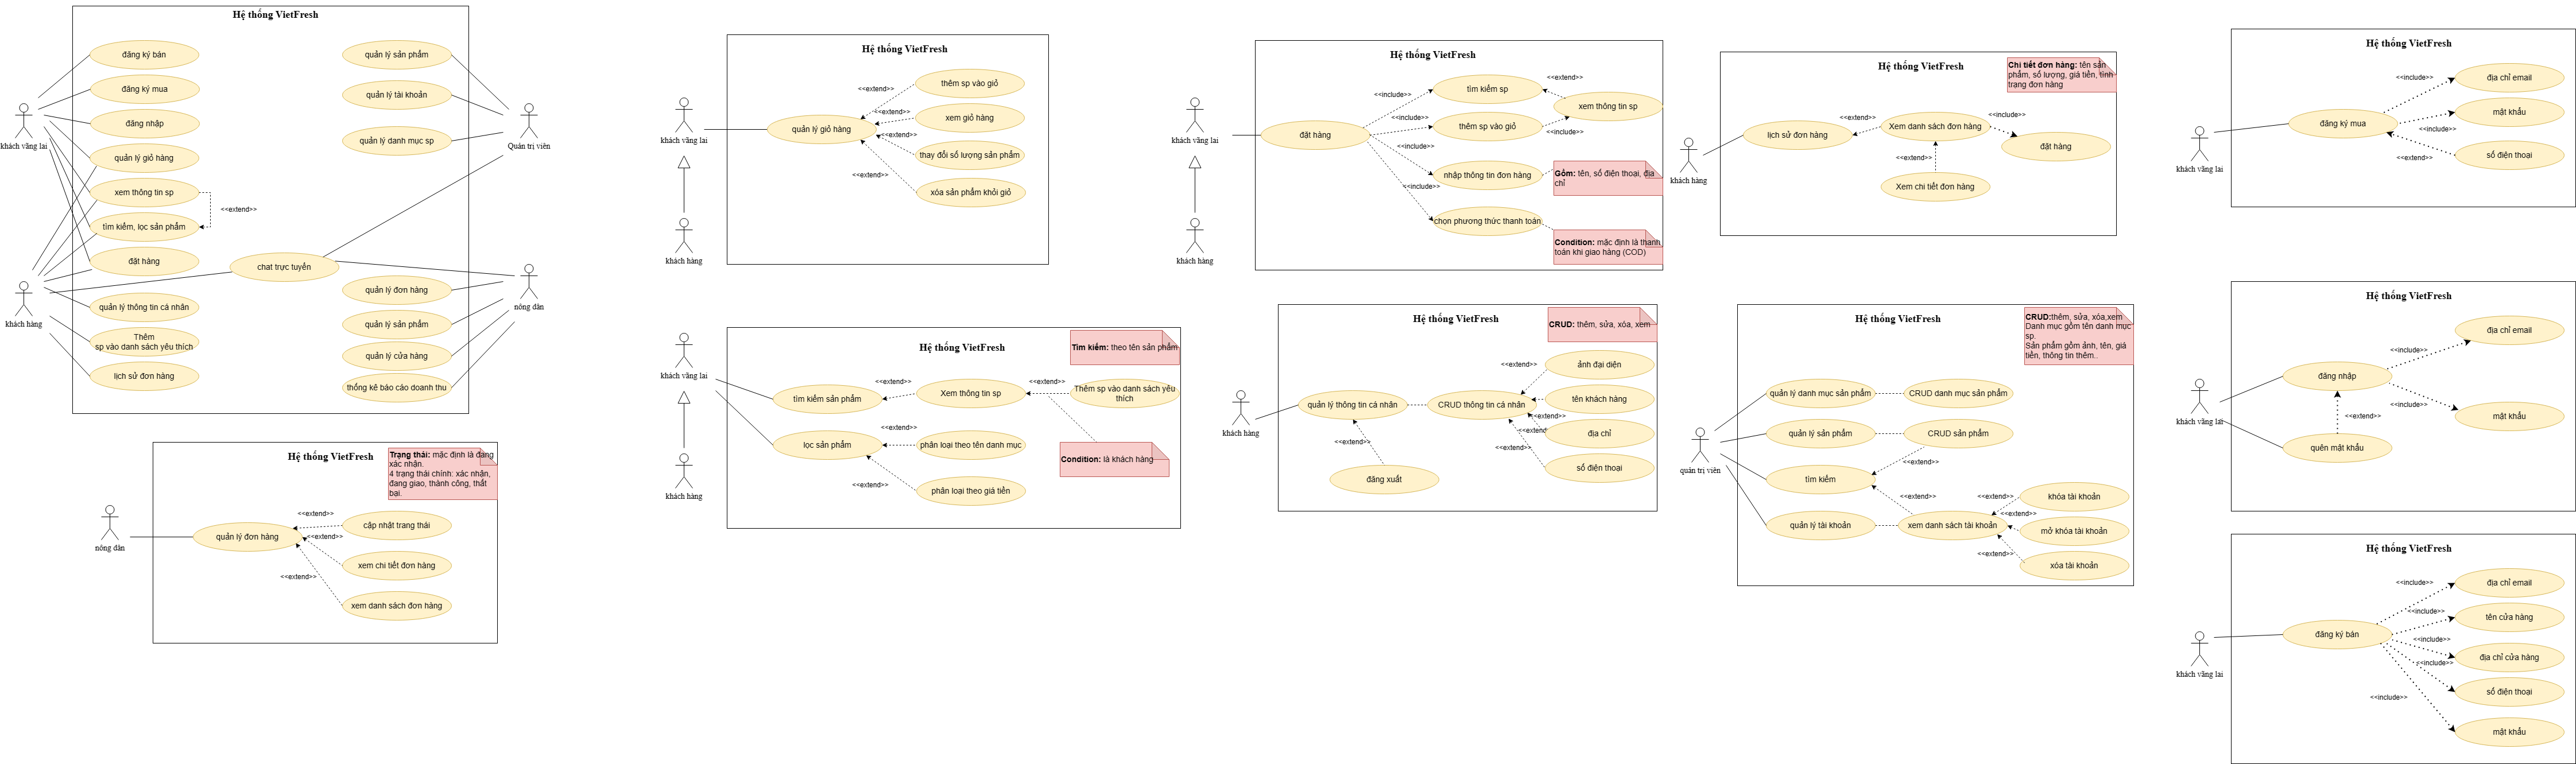 Hệ thống VietFresh
đăng ký bán
đăng ký mua
đăng nhập
quản lý giỏ hàng
xem thông tin sp
<<extend>>
tìm kiếm, lọc sản phẩm
đặt hàng
chat trực tuyến
quản lý thông tin cá nhân
Thêm
sp vào danh sách yêu thích
lịch sử đơn hàng
quản lý sản phẩm
quản lý tài khoản
quản lý danh mục sp
quản lý đơn hàng
quản lý sản phẩm
quản lý cửa hàng
thống kê báo cáo doanh thu
khách vãng lai
khách hàng
Quản trị viên
nông dân
Hệ thống VietFresh
Trạng thái: mặc định là đang
xác nhận.
4 trạng thái chính: xác nhận,
đang giao, thành công, thất
bại.
nông dân
quản lý đơn hàng
<<extend>>
<<extend>>
<<extend>>
cập nhật trang thái
xem chi tiết đơn hàng
xem danh sách đơn hàng
Hệ thống VietFresh
khách vãng lai
khách hàng
quản lý giỏ hàng
<<extend>>
<<extend>>
<<extend>>
<<extend>>
thêm sp vào giỏ
xem giỏ hàng
thay đổi số lượng sản phẩm
xóa sản phẩm khỏi giỏ
Hệ thống VietFresh
Tìm kiếm: theo tên sản phẩm
khách vãng lai
khách hàng
tìm kiếm sản phẩm
<<extend>>
Xem thông tin sp
<<extend>>
Thêm sp vào danh sách yêu
thích
lọc sản phẩm
<<extend>>
phân loại theo tên danh mục
<<extend>>
phân loại theo giá tiền
Condition: là khách hàng
Hệ thống VietFresh
khách vãng lai
khách hàng
đặt hàng
<<include>>
<<include>>
<<include>>
<<include>>
tìm kiếm sp
thêm sp vào giỏ
nhập thông tin đơn hàng
chọn phương thức thanh toán
<<extend>>
xem thông tin sp
<<include>>
Gồm: tên, số điện thoại, địa
chỉ
Condition: mặc định là thanh
toán khi giao hàng (COD)
Hệ thống VietFresh
CRUD: thêm, sửa, xóa, xem
khách hàng
quản lý thông tin cá nhân
CRUD thông tin cá nhân
<<extend>>
đăng xuất
<<extend>>
<<extend>>
<<extend>>
<<extend>>
ảnh đại diện
tên khách hàng
địa chỉ
số điện thoại
Hệ thống VietFresh
Chi tiết đơn hàng: tên sản
phẩm, số lượng, giá tiền, tình
trạng đơn hàng
khách hàng
lịch sử đơn hàng
<<extend>>
Xem danh sách đơn hàng
<<include>>
đặt hàng
<<extend>>
Xem chi tiết đơn hàng
Hệ thống VietFresh
CRUD:thêm, sửa, xóa,xem
Danh mục gồm tên danh mục
sp.
Sản phẩm gồm ảnh, tên, giá
tiền, thông tin thêm..
quản trị viên
quản lý danh mục sản phẩm
CRUD danh mục sản phẩm
quản lý sản phẩm
CRUD sản phẩm
<<extend>>
tìm kiếm
<<extend>>
quản lý tài khoản
xem danh sách tài khoản
<<extend>>
<<extend>>
<<extend>>
khóa tài khoản
mở khóa tài khoản
xóa tài khoản
Hệ thống VietFresh
khách vãng lai
đăng ký mua
<<include>>
<<include>>
<<extend>>
địa chỉ email
mật khẩu
số điện thoại
Hệ thống VietFresh
khách vãng lai
đăng nhập
<<include>>
<<include>>
<<extend>>
quên mật khẩu
địa chỉ email
mật khẩu
Hệ thống VietFresh
khách vãng lai
đăng ký bán
<<include>>
<<include>>
<<include>>
<<include>>
<<include>>
địa chỉ email
tên cửa hàng
địa chỉ cửa hàng
số điện thoại
mật khẩu